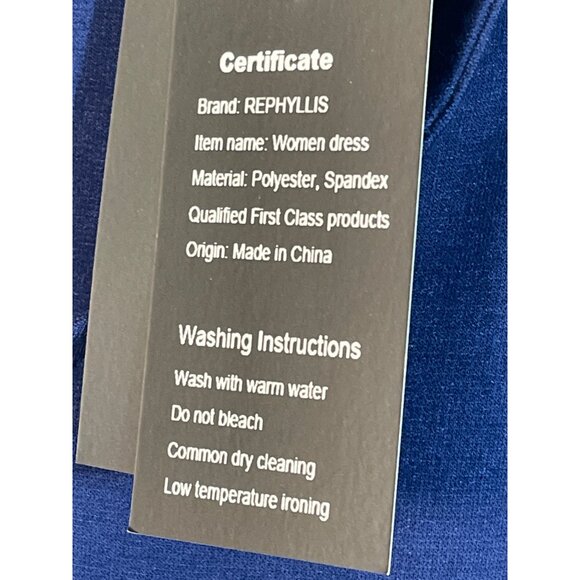 Certificate
Brand: REPHYLLIS
Item name: Women dress
Material: Polyester, Spandex
Qualified First Class products
Origin: Made in China
Washing Instructions
Wash with warm water
Do not bleach
Common dry cleaning
Low temperature ironing